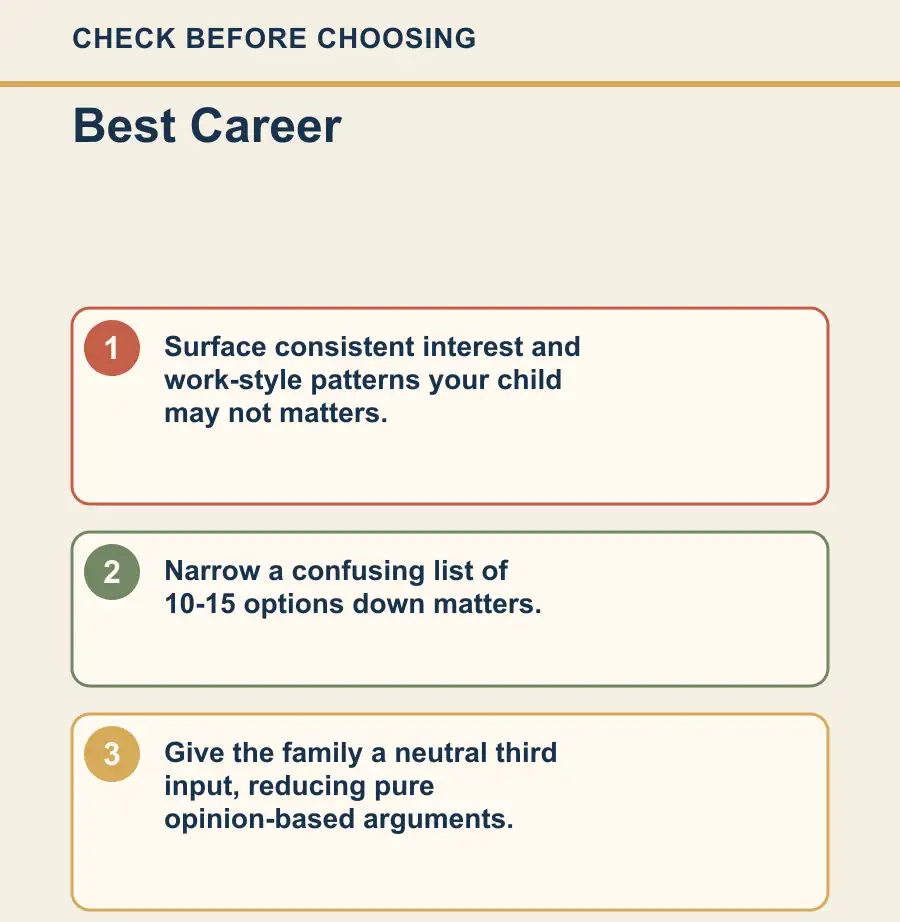 CHECK BEFORE CHOOSING
Best Career
1
Surface consistent interest and
work-style patterns your child
may not matters.
2
Narrow a confusing list of
10-15 options down matters.
3
Give the family a neutral third
input, reducing pure
opinion-based arguments.